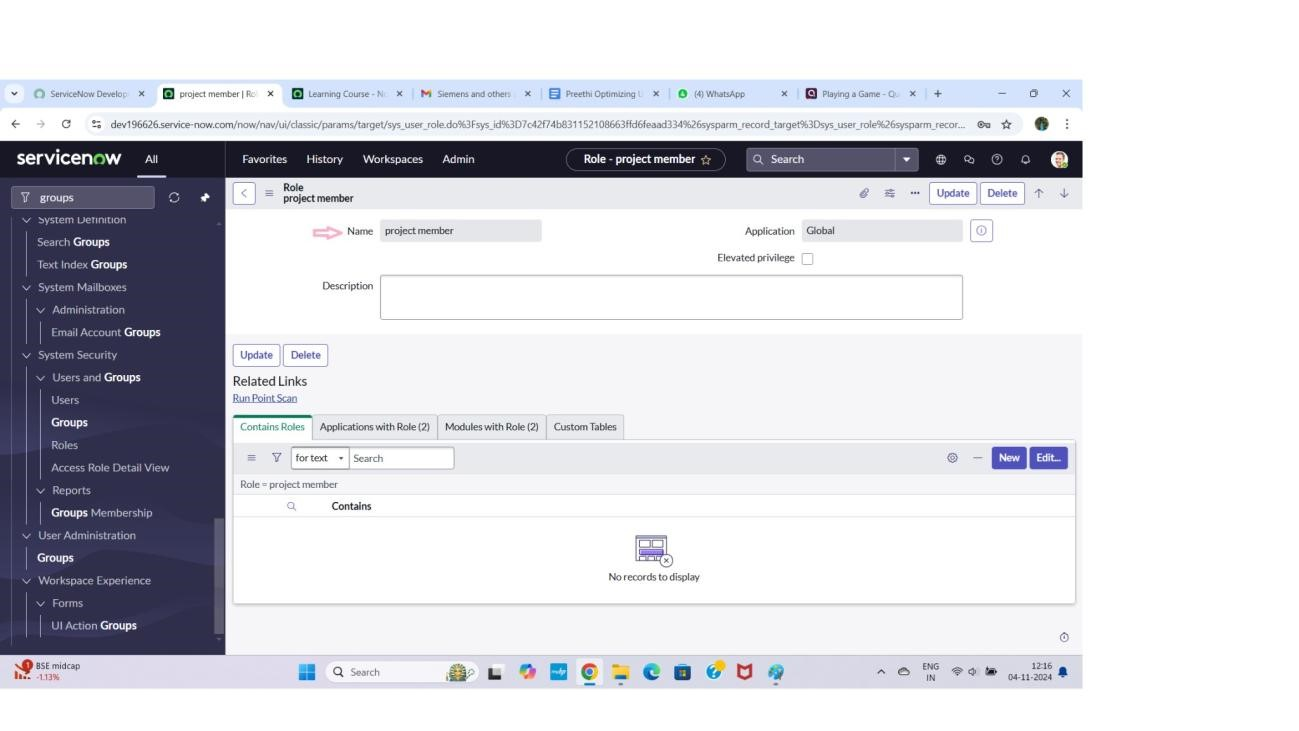 ServiceNow Develop
project member | Ro
Learning Course - N
Siemens and others
Preethi Optimizing U
(4) WhatsApp
Playing a Game - Qu
dev196626.service-now.com/now/nav/ui/classic/params/target/sys_user_role.do%3Fsys_id%3D7c42f74b831152108663ffd6feaad334%26sysparm_record_target%3Dsys_user_role%26sysparm_recor...
servicenow All Favorites History Workspaces Admin Role - project member Search
groups
Role
project member
Update Delete
System Definition
Search Groups
Text Index Groups
System Mailboxes
Administration
Email Account Groups
System Security
Users and Groups
Users
Groups
Roles
Access Role Detail View
Reports
Groups Membership
User Administration
Groups
Workspace Experience
Forms
UI Action Groups
Name project member
Application Global
Elevated privilege
Description
Update Delete
Related Links
Run Point Scan
Contains Roles Applications with Role (2) Modules with Role (2) Custom Tables
for text Search New Edit...
Role = project member
Contains
No records to display
1
BSE midcap
-1.13%
Search
ENG
IN
12:16
04-11-2024